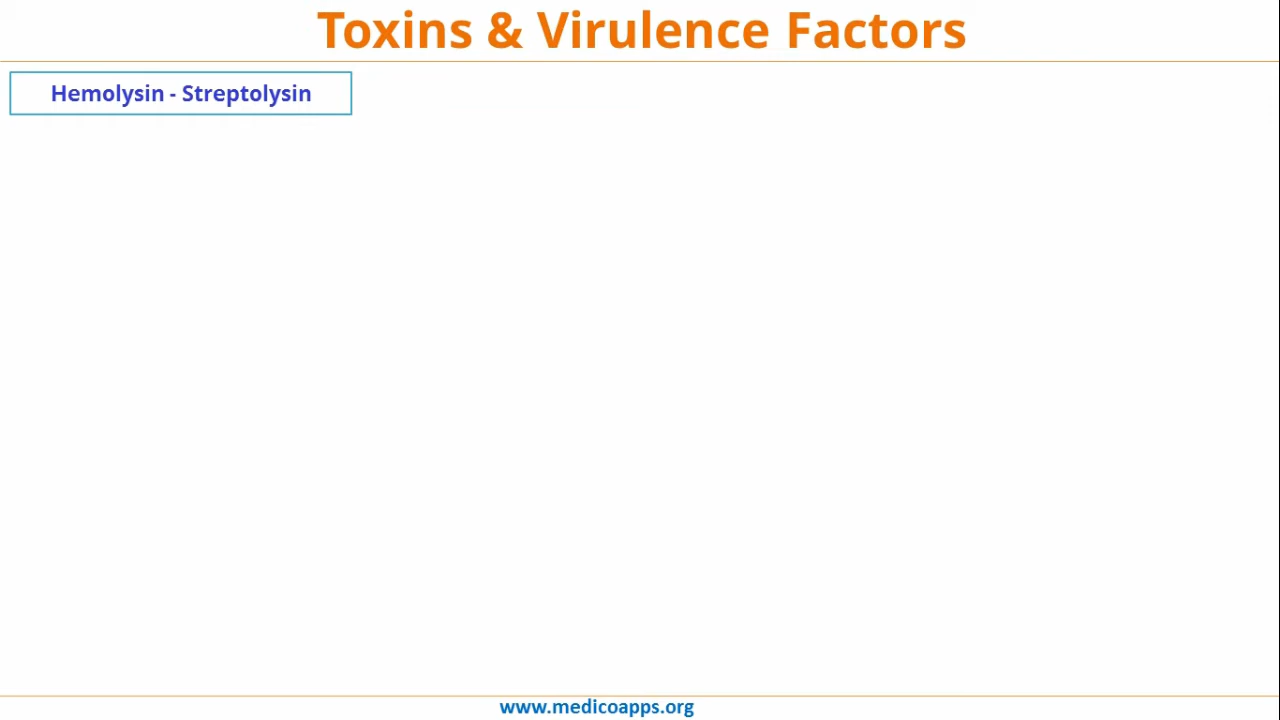 Toxins & Virulence Factors
Hemolysin - Streptolysin
www.medicoapps.org